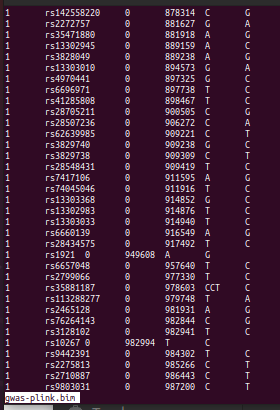 1 rs142558220 0 878314 C G
1 rs2272757 0 881627 G A
1 rs35471880 0 881918 A G
1 rs13302945 0 889159 A C
1 rs3828049 0 889238 A G
1 rs13303010 0 894573 G A
1 rs4970441 0 897325 G C
1 rs6696971 0 897738 T C
1 rs41285808 0 898467 T C
1 rs28705211 0 900505 C G
1 rs28507236 0 906272 C A
1 rs62639985 0 909221 C T
1 rs3829740 0 909238 G C
1 rs3829738 0 909309 C T
1 rs28548431 0 909419 T C
1 rs7417106 0 911595 A G
1 rs74045046 0 911916 T C
1 rs13303368 0 914852 G C
1 rs13302983 0 914876 T C
1 rs13303033 0 914940 T C
1 rs6660139 0 916549 A G
1 rs28434575 0 917492 T C
1 rs1921 0 949608 A G
1 rs6657048 0 957640 T C
1 rs2799066 0 977330 T C
1 rs35881187 0 978603 CCT C
1 rs113288277 0 979748 T A
1 rs2465128 0 981931 A G
1 rs76264143 0 982844 C G
1 rs3128102 0 982941 T C
1 rs10267 0 982994 T C
1 rs9442391 0 984302 T C
1 rs2275813 0 985266 C T
1 rs2710887 0 986443 C T
1 rs9803031 0 987200 C T
gwas-plink.bim